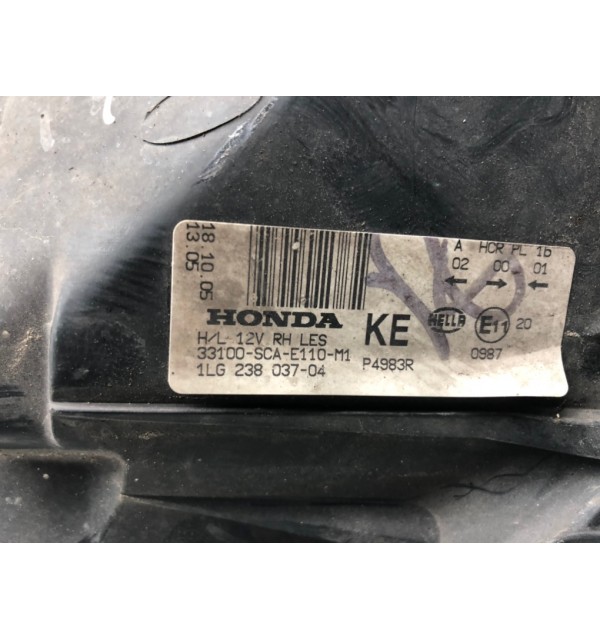 18.10.05
13.05
HONDA
H/L 12V RH LES
33100-SCA-E110-M1
1LG 238 037-04
KE
P4983R
A HCR PL 1b
02 00 01
← → ←
HELLA
E11 20
0987